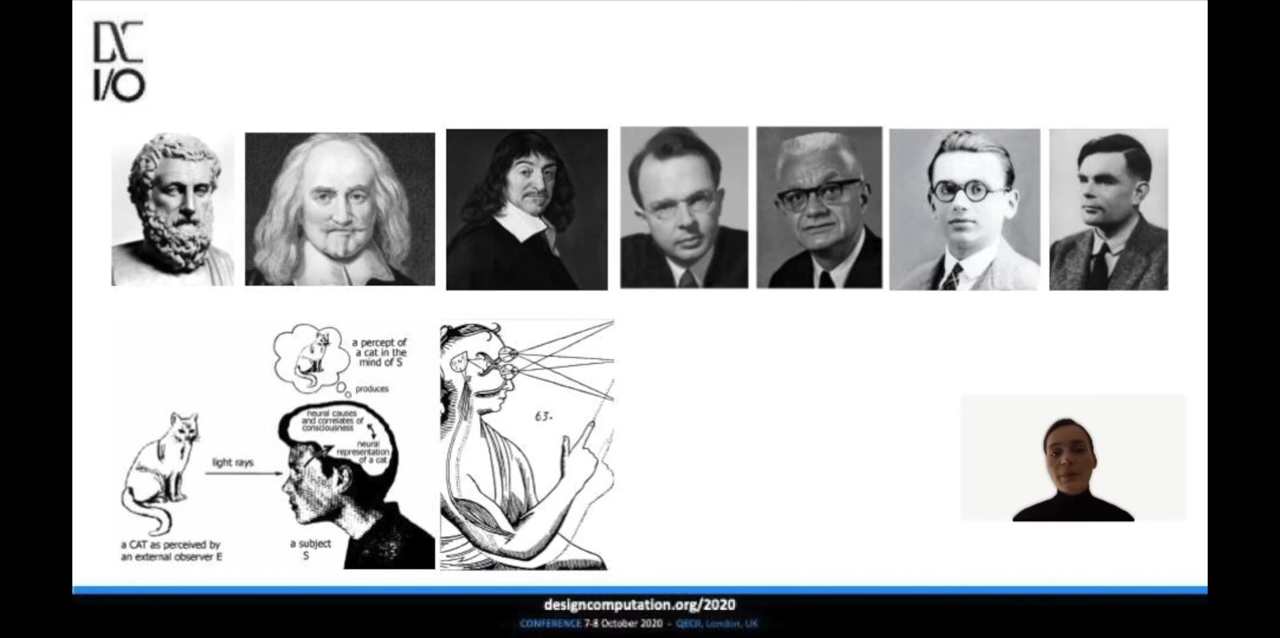 DC
I/O
a percept of
a cat in the
mind of S
produces
neural causes
and correlates of
consciousness
neural
representation
of a cat
light rays
a CAT as perceived by
an external observer E
a subject
S
63.
designcomputation.org/2020
CONFERENCE 7-8 October 2020 - QEII, London, UK